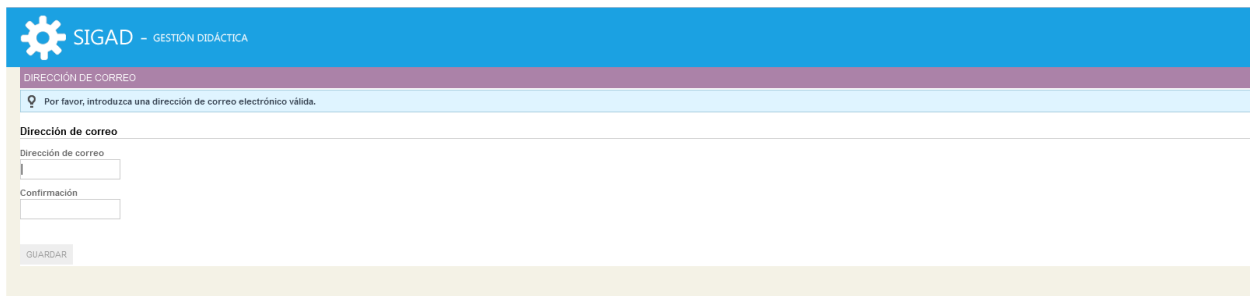 SIGAD - GESTIÓN DIDÁCTICA
DIRECCIÓN DE CORREO
Por favor, introduzca una dirección de correo electrónico válida.
Dirección de correo
Dirección de correo
Confirmación
GUARDAR